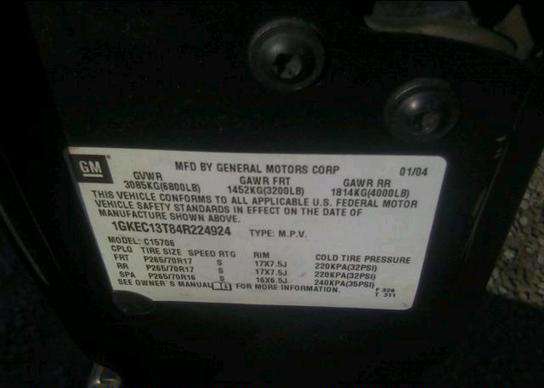 GM
MFD BY GENERAL MOTORS CORP 01/04
GVWR GAWR FRT GAWR RR
3085KG(6800LB) 1452KG(3200LB) 1814KG(4000LB)
THIS VEHICLE CONFORMS TO ALL APPLICABLE U.S. FEDERAL MOTOR
VEHICLE SAFETY STANDARDS IN EFFECT ON THE DATE OF
MANUFACTURE SHOWN ABOVE.
1GKEC13T84R224924 TYPE: M.P.V.
MODEL: C15706
CPLG TIRE SIZE SPEED RTG RIM COLD TIRE PRESSURE
FRT P265/70R17 S 17X7.5J 220KPA(32PSI)
RR P265/70R17 S 17X7.5J 220KPA(32PSI)
SPA P265/70R16 S 16X6.5J 240KPA(35PSI)
SEE OWNER'S MANUAL FOR MORE INFORMATION.
T 311